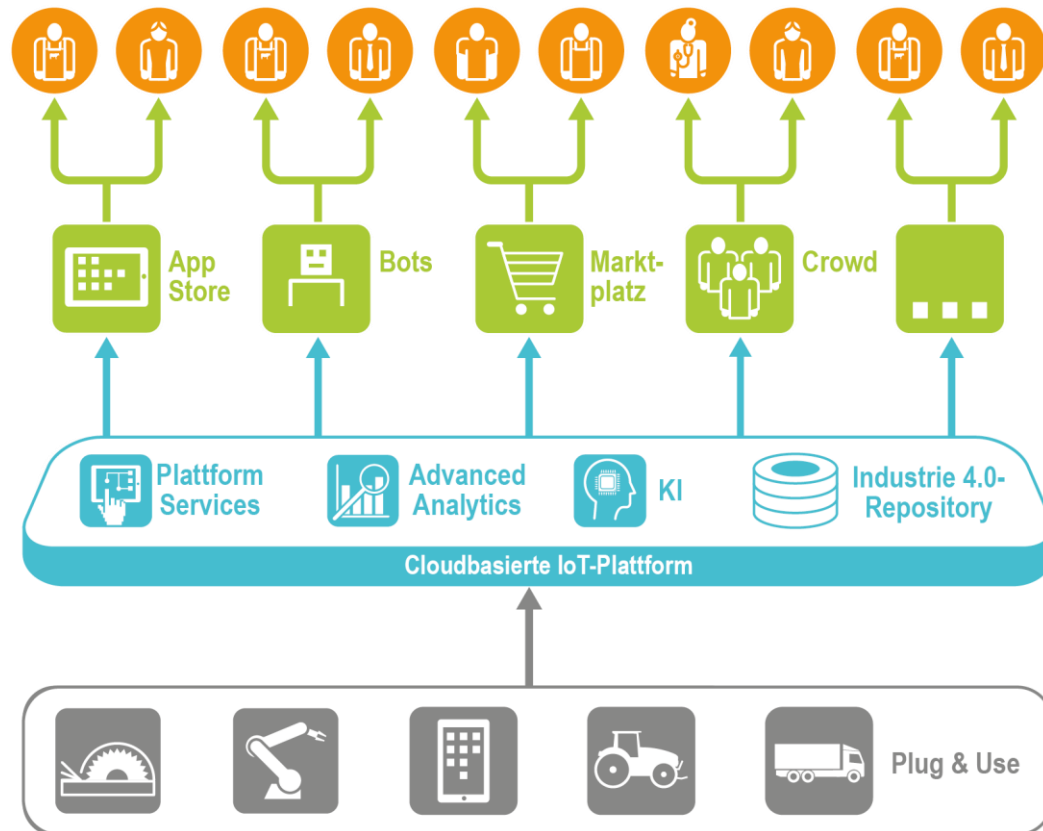 App
Store
Bots
Markt-
platz
Crowd
Plattform
Services
Advanced
Analytics
KI
Industrie 4.0-
Repository
Cloudbasierte IoT-Plattform
Plug & Use